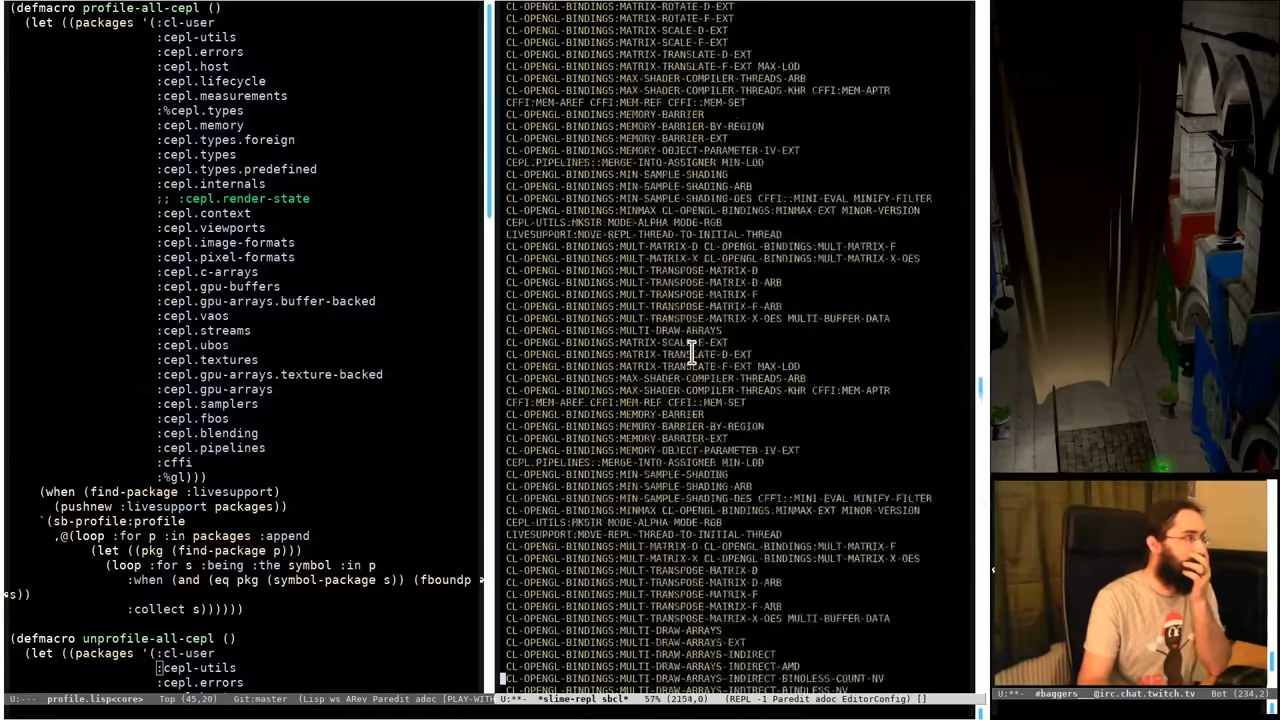 (defmacro profile-all-cepl ()
(let ((packages '(:cl-user
:cepl-utils
:cepl.errors
:cepl.host
:cepl.lifecycle
:cepl.measurements
:%cepl.types
:cepl.memory
:cepl.types.foreign
:cepl.types
:cepl.types.predefined
:cepl.internals
;; :cepl.render-state
:cepl.context
:cepl.viewports
:cepl.image-formats
:cepl.pixel-formats
:cepl.c-arrays
:cepl.gpu-buffers
:cepl.gpu-arrays.buffer-backed
:cepl.vaos
:cepl.streams
:cepl.ubos
:cepl.textures
:cepl.gpu-arrays.texture-backed
:cepl.gpu-arrays
:cepl.samplers
:cepl.fbos
:cepl.blending
:cepl.pipelines
:cffi
:%gl)))
(when (find-package :livesupport)
(pushnew :livesupport packages))
`(sb-profile:profile
,@(loop :for p :in packages :append
(let ((pkg (find-package p)))
(loop :for s :being :the symbol :in p
:when (and (eq pkg (symbol-package s)) (fboundp
s))
:collect s))))))
(defmacro unprofile-all-cepl ()
(let ((packages '(:cl-user
:cepl-utils
:cepl.errors
U:--- profile.lisp<core> Top (45,20) Git:master (Lisp ws ARev Paredit adoc [PLAY-WIT
CL-OPENGL-BINDINGS:MATRIX-ROTATE-D-EXT
CL-OPENGL-BINDINGS:MATRIX-ROTATE-F-EXT
CL-OPENGL-BINDINGS:MATRIX-SCALE-D-EXT
CL-OPENGL-BINDINGS:MATRIX-SCALE-F-EXT
CL-OPENGL-BINDINGS:MATRIX-TRANSLATE-D-EXT
CL-OPENGL-BINDINGS:MATRIX-TRANSLATE-F-EXT MAX-LOD
CL-OPENGL-BINDINGS:MAX-SHADER-COMPILER-THREADS-ARB
CL-OPENGL-BINDINGS:MAX-SHADER-COMPILER-THREADS-KHR CFFI:MEM-APTR
CFFI:MEM-AREF CFFI:MEM-REF CFFI::MEM-SET
CL-OPENGL-BINDINGS:MEMORY-BARRIER
CL-OPENGL-BINDINGS:MEMORY-BARRIER-BY-REGION
CL-OPENGL-BINDINGS:MEMORY-BARRIER-EXT
CL-OPENGL-BINDINGS:MEMORY-OBJECT-PARAMETER-IV-EXT
CEPL.PIPELINES::MERGE-INTO-ASSIGNER MIN-LOD
CL-OPENGL-BINDINGS:MIN-SAMPLE-SHADING
CL-OPENGL-BINDINGS:MIN-SAMPLE-SHADING-ARB
CL-OPENGL-BINDINGS:MIN-SAMPLE-SHADING-OES CFFI::MINI-EVAL MINIFY-FILTER
CL-OPENGL-BINDINGS:MINMAX CL-OPENGL-BINDINGS:MINMAX-EXT MINOR-VERSION
CEPL-UTILS:MKSTR MODE-ALPHA MODE-RGB
LIVESUPPORT:MOVE-REPL-THREAD-TO-INITIAL-THREAD
CL-OPENGL-BINDINGS:MULT-MATRIX-D CL-OPENGL-BINDINGS:MULT-MATRIX-F
CL-OPENGL-BINDINGS:MULT-MATRIX-X CL-OPENGL-BINDINGS:MULT-MATRIX-X-OES
CL-OPENGL-BINDINGS:MULT-TRANSPOSE-MATRIX-D
CL-OPENGL-BINDINGS:MULT-TRANSPOSE-MATRIX-D-ARB
CL-OPENGL-BINDINGS:MULT-TRANSPOSE-MATRIX-F
CL-OPENGL-BINDINGS:MULT-TRANSPOSE-MATRIX-F-ARB
CL-OPENGL-BINDINGS:MULT-TRANSPOSE-MATRIX-X-OES MULTI-BUFFER-DATA
CL-OPENGL-BINDINGS:MULTI-DRAW-ARRAYS
CL-OPENGL-BINDINGS:MATRIX-SCALE-F-EXT
CL-OPENGL-BINDINGS:MATRIX-TRANSLATE-D-EXT
CL-OPENGL-BINDINGS:MATRIX-TRANSLATE-F-EXT MAX-LOD
CL-OPENGL-BINDINGS:MAX-SHADER-COMPILER-THREADS-ARB
CL-OPENGL-BINDINGS:MAX-SHADER-COMPILER-THREADS-KHR CFFI:MEM-APTR
CFFI:MEM-AREF CFFI:MEM-REF CFFI::MEM-SET
CL-OPENGL-BINDINGS:MEMORY-BARRIER
CL-OPENGL-BINDINGS:MEMORY-BARRIER-BY-REGION
CL-OPENGL-BINDINGS:MEMORY-BARRIER-EXT
CL-OPENGL-BINDINGS:MEMORY-OBJECT-PARAMETER-IV-EXT
CEPL.PIPELINES::MERGE-INTO-ASSIGNER MIN-LOD
CL-OPENGL-BINDINGS:MIN-SAMPLE-SHADING
CL-OPENGL-BINDINGS:MIN-SAMPLE-SHADING-ARB
CL-OPENGL-BINDINGS:MIN-SAMPLE-SHADING-OES CFFI::MINI-EVAL MINIFY-FILTER
CL-OPENGL-BINDINGS:MINMAX CL-OPENGL-BINDINGS:MINMAX-EXT MINOR-VERSION
CEPL-UTILS:MKSTR MODE-ALPHA MODE-RGB
LIVESUPPORT:MOVE-REPL-THREAD-TO-INITIAL-THREAD
CL-OPENGL-BINDINGS:MULT-MATRIX-D CL-OPENGL-BINDINGS:MULT-MATRIX-F
CL-OPENGL-BINDINGS:MULT-MATRIX-X CL-OPENGL-BINDINGS:MULT-MATRIX-X-OES
CL-OPENGL-BINDINGS:MULT-TRANSPOSE-MATRIX-D
CL-OPENGL-BINDINGS:MULT-TRANSPOSE-MATRIX-D-ARB
CL-OPENGL-BINDINGS:MULT-TRANSPOSE-MATRIX-F
CL-OPENGL-BINDINGS:MULT-TRANSPOSE-MATRIX-F-ARB
CL-OPENGL-BINDINGS:MULT-TRANSPOSE-MATRIX-X-OES MULTI-BUFFER-DATA
CL-OPENGL-BINDINGS:MULTI-DRAW-ARRAYS
CL-OPENGL-BINDINGS:MULTI-DRAW-ARRAYS-EXT
CL-OPENGL-BINDINGS:MULTI-DRAW-ARRAYS-INDIRECT
CL-OPENGL-BINDINGS:MULTI-DRAW-ARRAYS-INDIRECT-AMD
CL-OPENGL-BINDINGS:MULTI-DRAW-ARRAYS-INDIRECT-BINDLESS-COUNT-NV
CL-OPENGL-BINDINGS:MULTI-DRAW-ARRAYS-INDIRECT-BINDLESS-NV
U:**- *slime-repl sbcl* 57% (2154,0) (REPL -1 Paredit adoc EditorConfig) []
U:**- #baggers__@irc.chat.twitch.tv Bot (234,2)